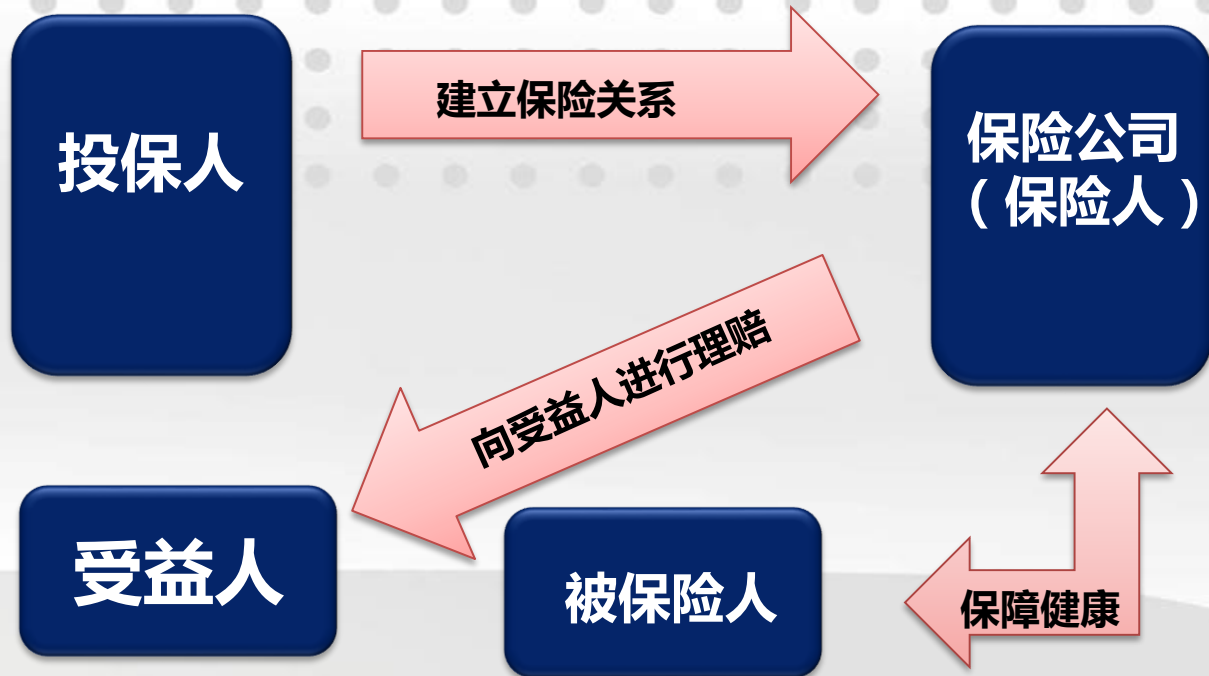 投保人
建立保险关系
保险公司
（保险人）
向受益人进行理赔
受益人
被保险人
保障健康